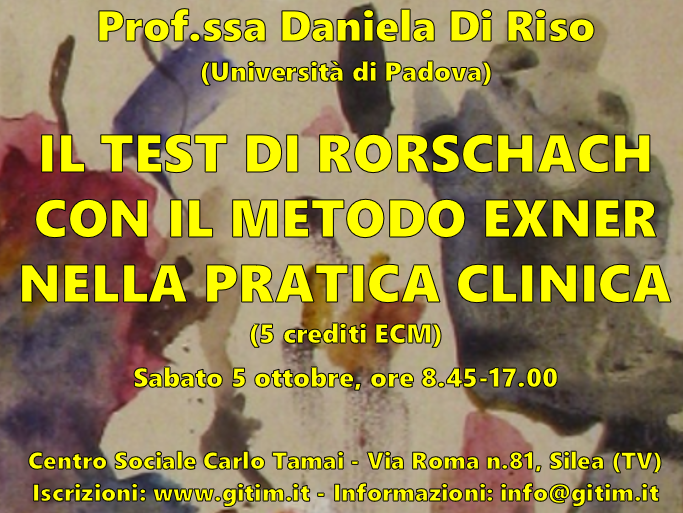 Prof.ssa Daniela Di Riso
(Università di Padova)
IL TEST DI RORSCHACH
CON IL METODO EXNER
NELLA PRATICA CLINICA
(5 crediti ECM)
Sabato 5 ottobre, ore 8.45-17.00
Centro Sociale Carlo Tamai - Via Roma n.81, Silea (TV)
Iscrizioni: www.gitim.it - Informazioni: info@gitim.it